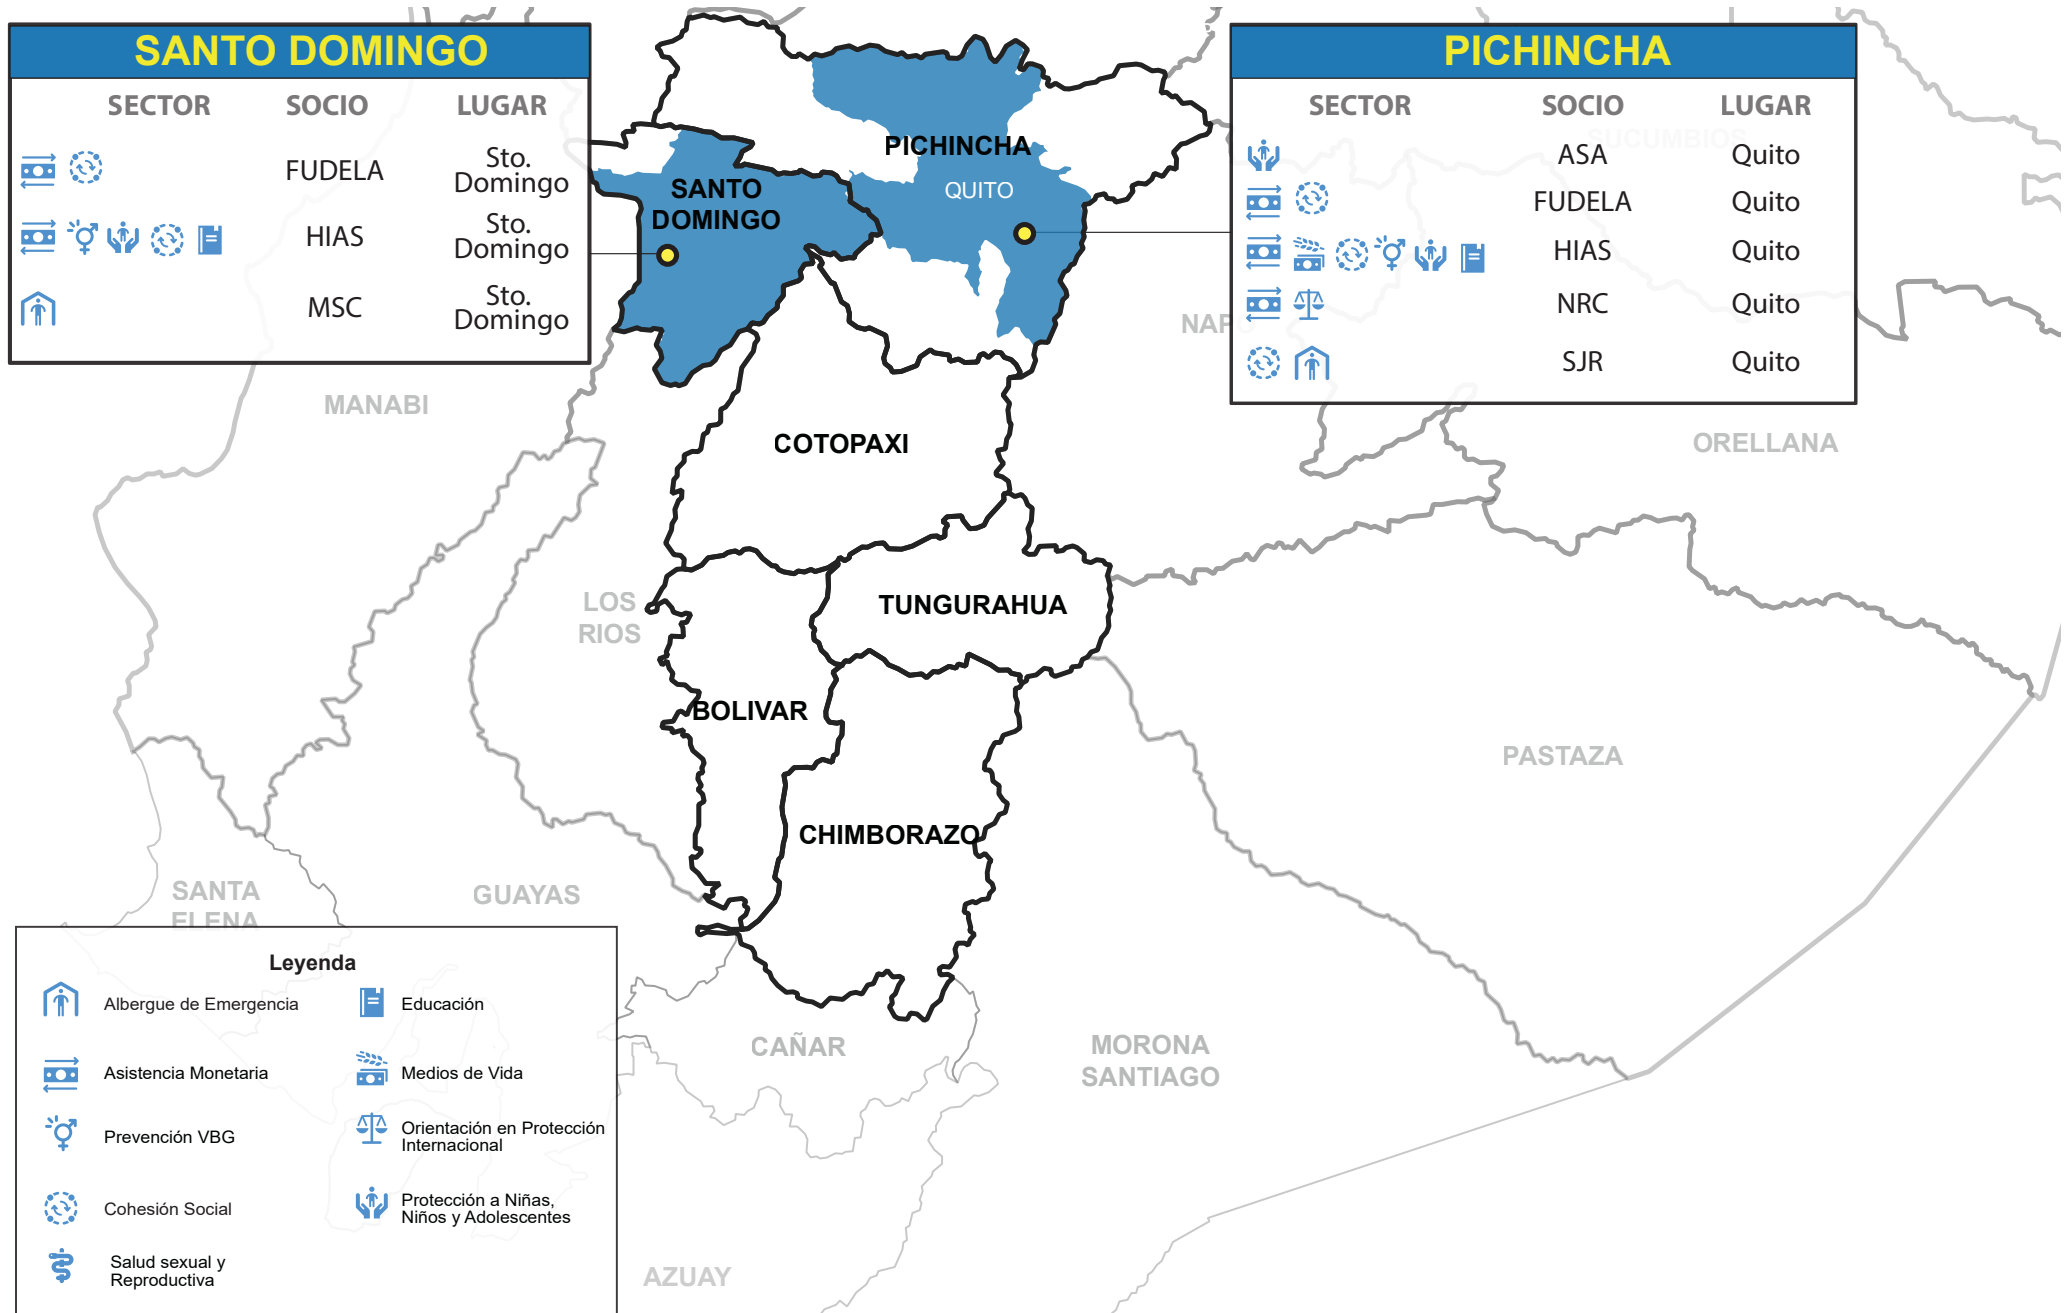 SANTO DOMINGO
SECTOR SOCIO LUGAR
FUDELA Sto. Domingo
HIAS Sto. Domingo
MSC Sto. Domingo
PICHINCHA
SECTOR SOCIO LUGAR
ASA Quito
FUDELA Quito
HIAS Quito
NRC Quito
SJR Quito
SUCUMBIOS
PICHINCHA
QUITO
SANTO
DOMINGO
NAPO
MANABI
COTOPAXI
ORELLANA
LOS
RIOS
TUNGURAHUA
BOLIVAR
PASTAZA
CHIMBORAZO
SANTA
ELENA
GUAYAS
CAÑAR
MORONA
SANTIAGO
AZUAY
Leyenda
Albergue de Emergencia
Educación
Asistencia Monetaria
Medios de Vida
Prevención VBG
Orientación en Protección
Internacional
Cohesión Social
Protección a Niñas,
Niños y Adolescentes
Salud sexual y
Reproductiva